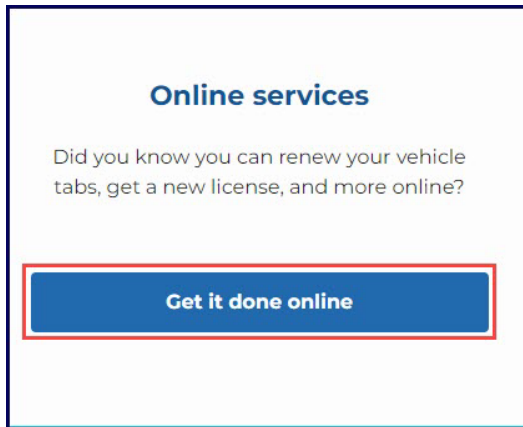 Online services
Did you know you can renew your vehicle
tabs, get a new license, and more online?
Get it done online